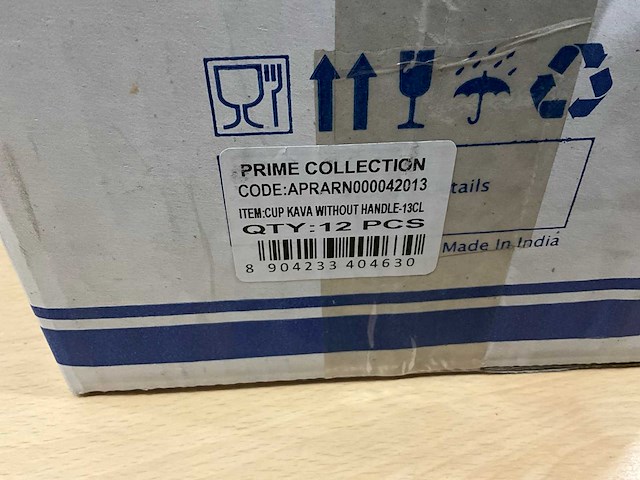 PRIME COLLECTION
CODE:APRARN000042013
ITEM:CUP KAVA WITHOUT HANDLE-13CL
QTY:12 PCS
8 904233 404630
tails
Made In India